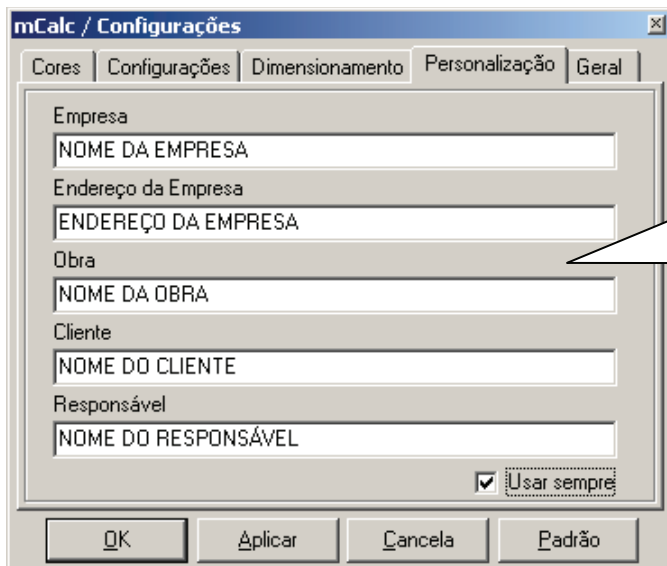 mCalc / Configurações
Cores Configurações Dimensionamento Personalização Geral
Empresa
NOME DA EMPRESA
Endereço da Empresa
ENDEREÇO DA EMPRESA
Obra
NOME DA OBRA
Cliente
NOME DO CLIENTE
Responsável
NOME DO RESPONSÁVEL
Usar sempre
OK Aplicar Cancela Padrão